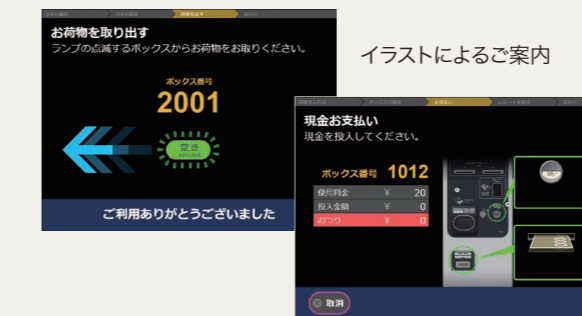 お荷物を取り出す
ランプの点滅するボックスからお荷物をお取りください。
ボックス番号
2001
空き
ご利用ありがとうございました
イラストによるご案内
お支払い
現金お支払い
現金を投入してください。
ボックス番号 1012
使用料金 ¥ 20
投入金額 ¥ 0
おつり ¥ 0
取消